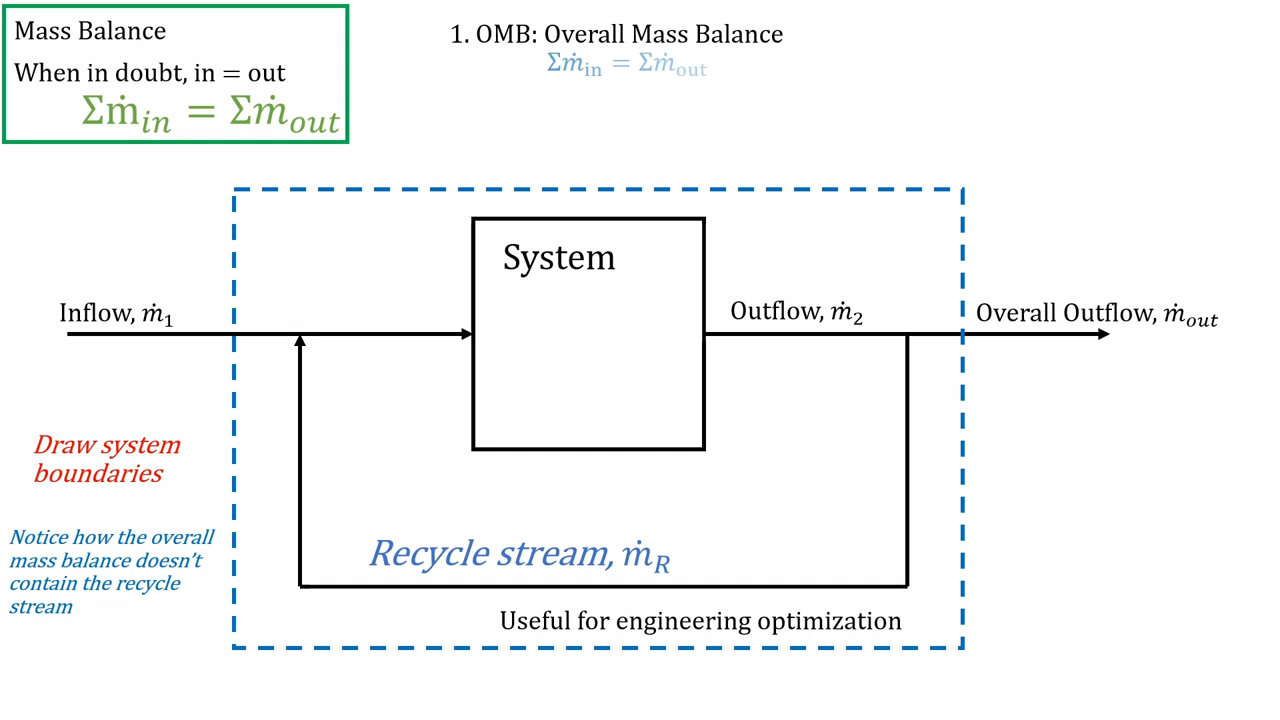 Mass Balance
When in doubt, in = out
Σṁ_in = Σṁ_out
1. OMB: Overall Mass Balance
Σṁ_in = Σṁ_out
System
Inflow, ṁ_1
Outflow, ṁ_2
Overall Outflow, ṁ_out
Draw system
boundaries
Notice how the overall
mass balance doesn't
contain the recycle
stream
Recycle stream, ṁ_R
Useful for engineering optimization